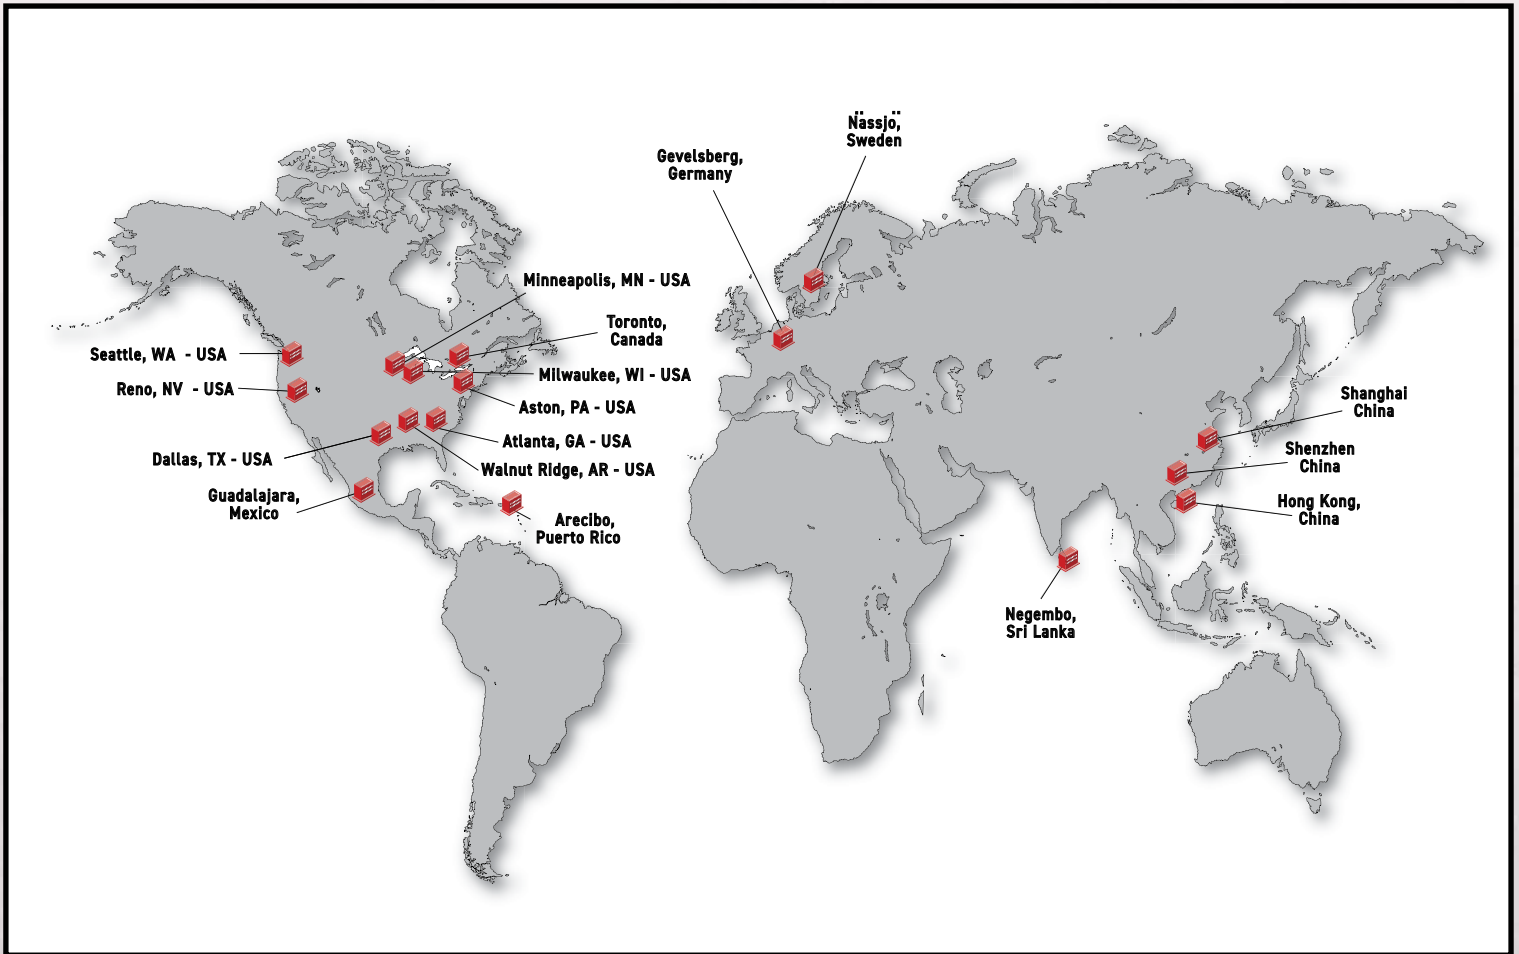 Nässjö,
Sweden
Gevelsberg,
Germany
Minneapolis, MN - USA
Toronto,
Canada
Seattle, WA - USA
Milwaukee, WI - USA
Reno, NV - USA
Aston, PA - USA
Shanghai
China
Atlanta, GA - USA
Shenzhen
China
Dallas, TX - USA
Walnut RIdge, AR - USA
Guadalajara,
Mexico
Hong Kong,
China
Arecibo,
Puerto Rico
Negembo,
Sri Lanka